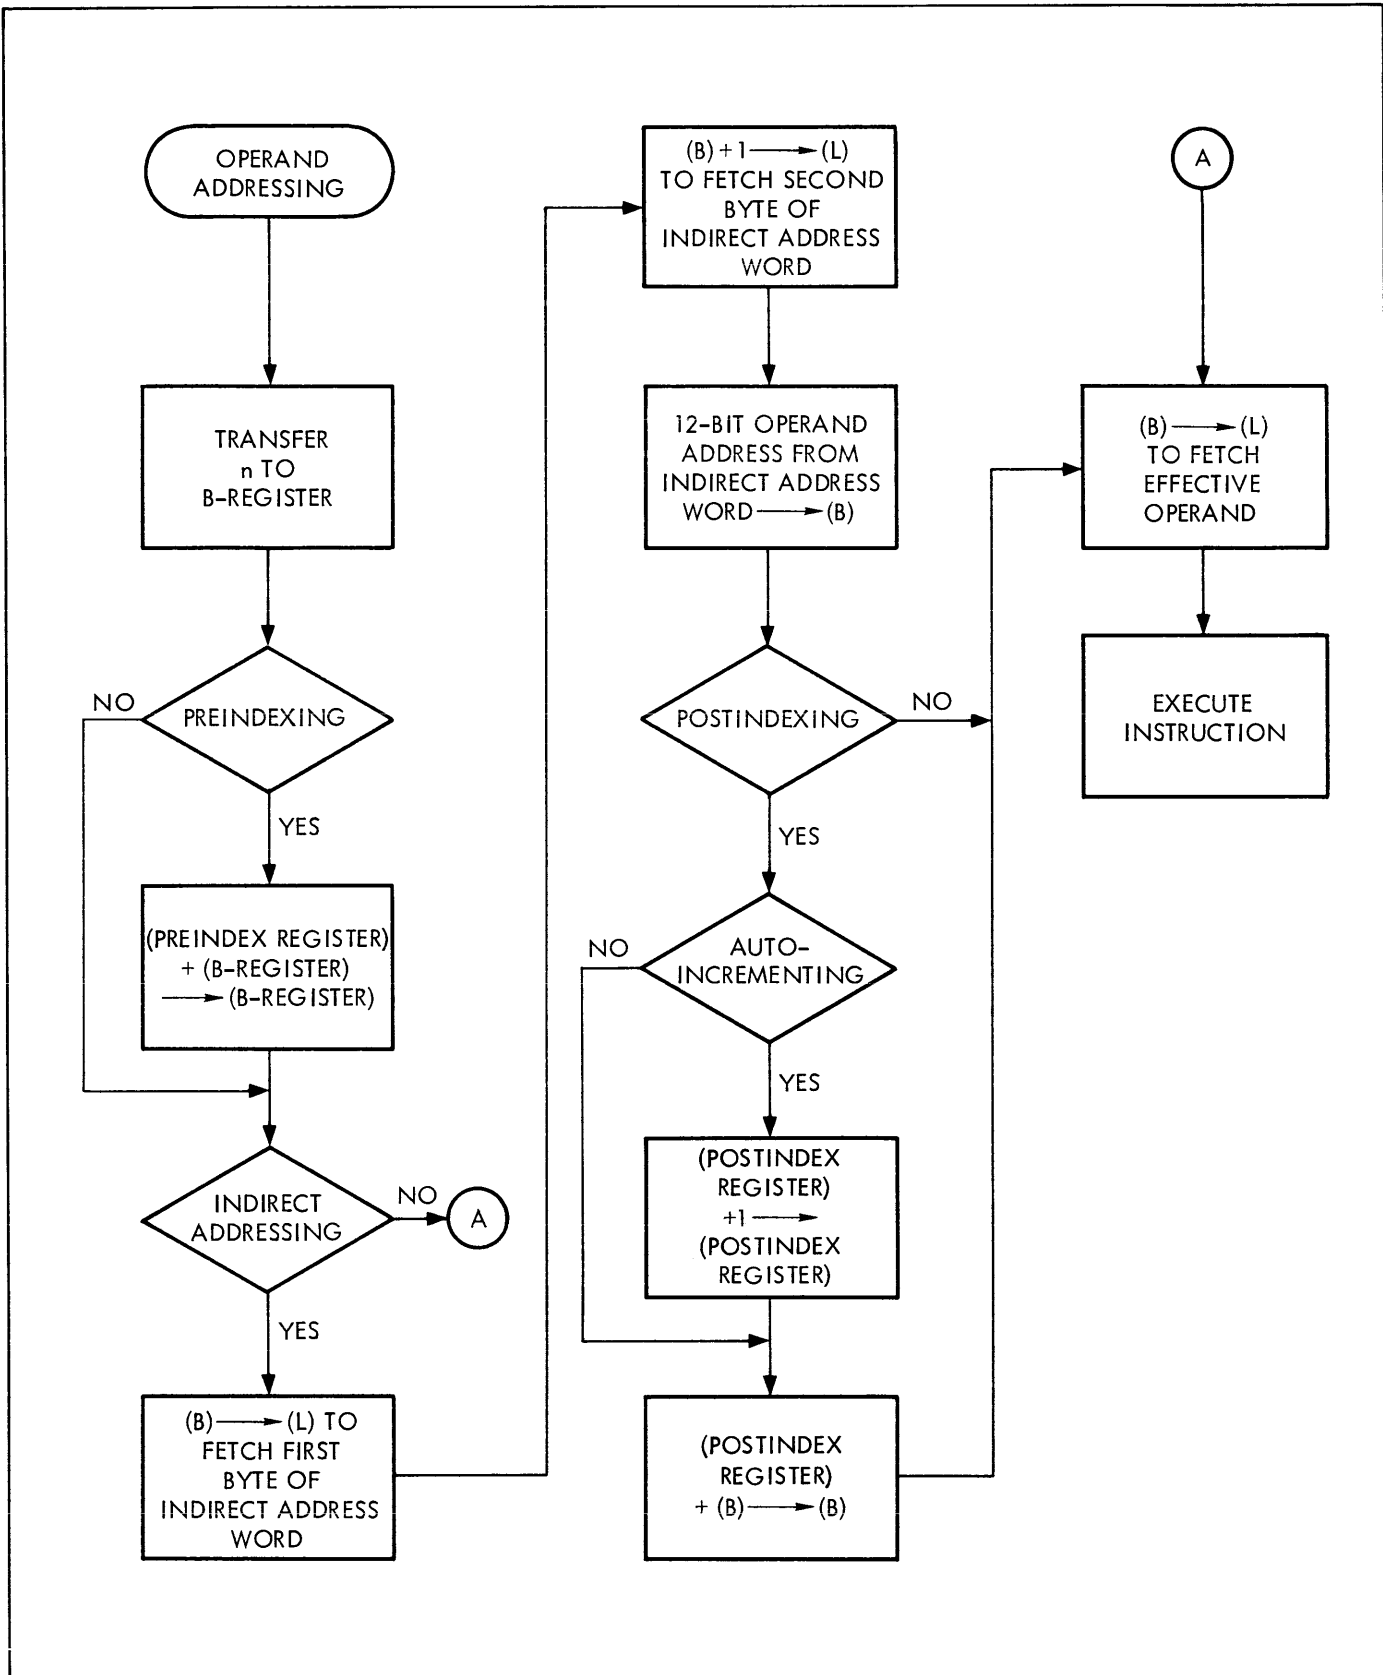 OPERAND
ADDRESSING
TRANSFER
n TO
B-REGISTER
NO
PREINDEXING
YES
(PREINDEX REGISTER)
+ (B-REGISTER)
⟶ (B-REGISTER)
INDIRECT
ADDRESSING
NO
A
YES
(B) ⟶ (L) TO
FETCH FIRST
BYTE OF
INDIRECT ADDRESS
WORD
(B) +1 ⟶ (L)
TO FETCH SECOND
BYTE OF
INDIRECT ADDRESS
WORD
12-BIT OPERAND
ADDRESS FROM
INDIRECT ADDRESS
WORD ⟶ (B)
POSTINDEXING
NO
YES
NO
AUTO-
INCREMENTING
YES
(POSTINDEX
REGISTER)
+1 ⟶
(POSTINDEX
REGISTER)
(POSTINDEX
REGISTER)
+ (B) ⟶ (B)
A
(B) ⟶ (L)
TO FETCH
EFFECTIVE
OPERAND
EXECUTE
INSTRUCTION